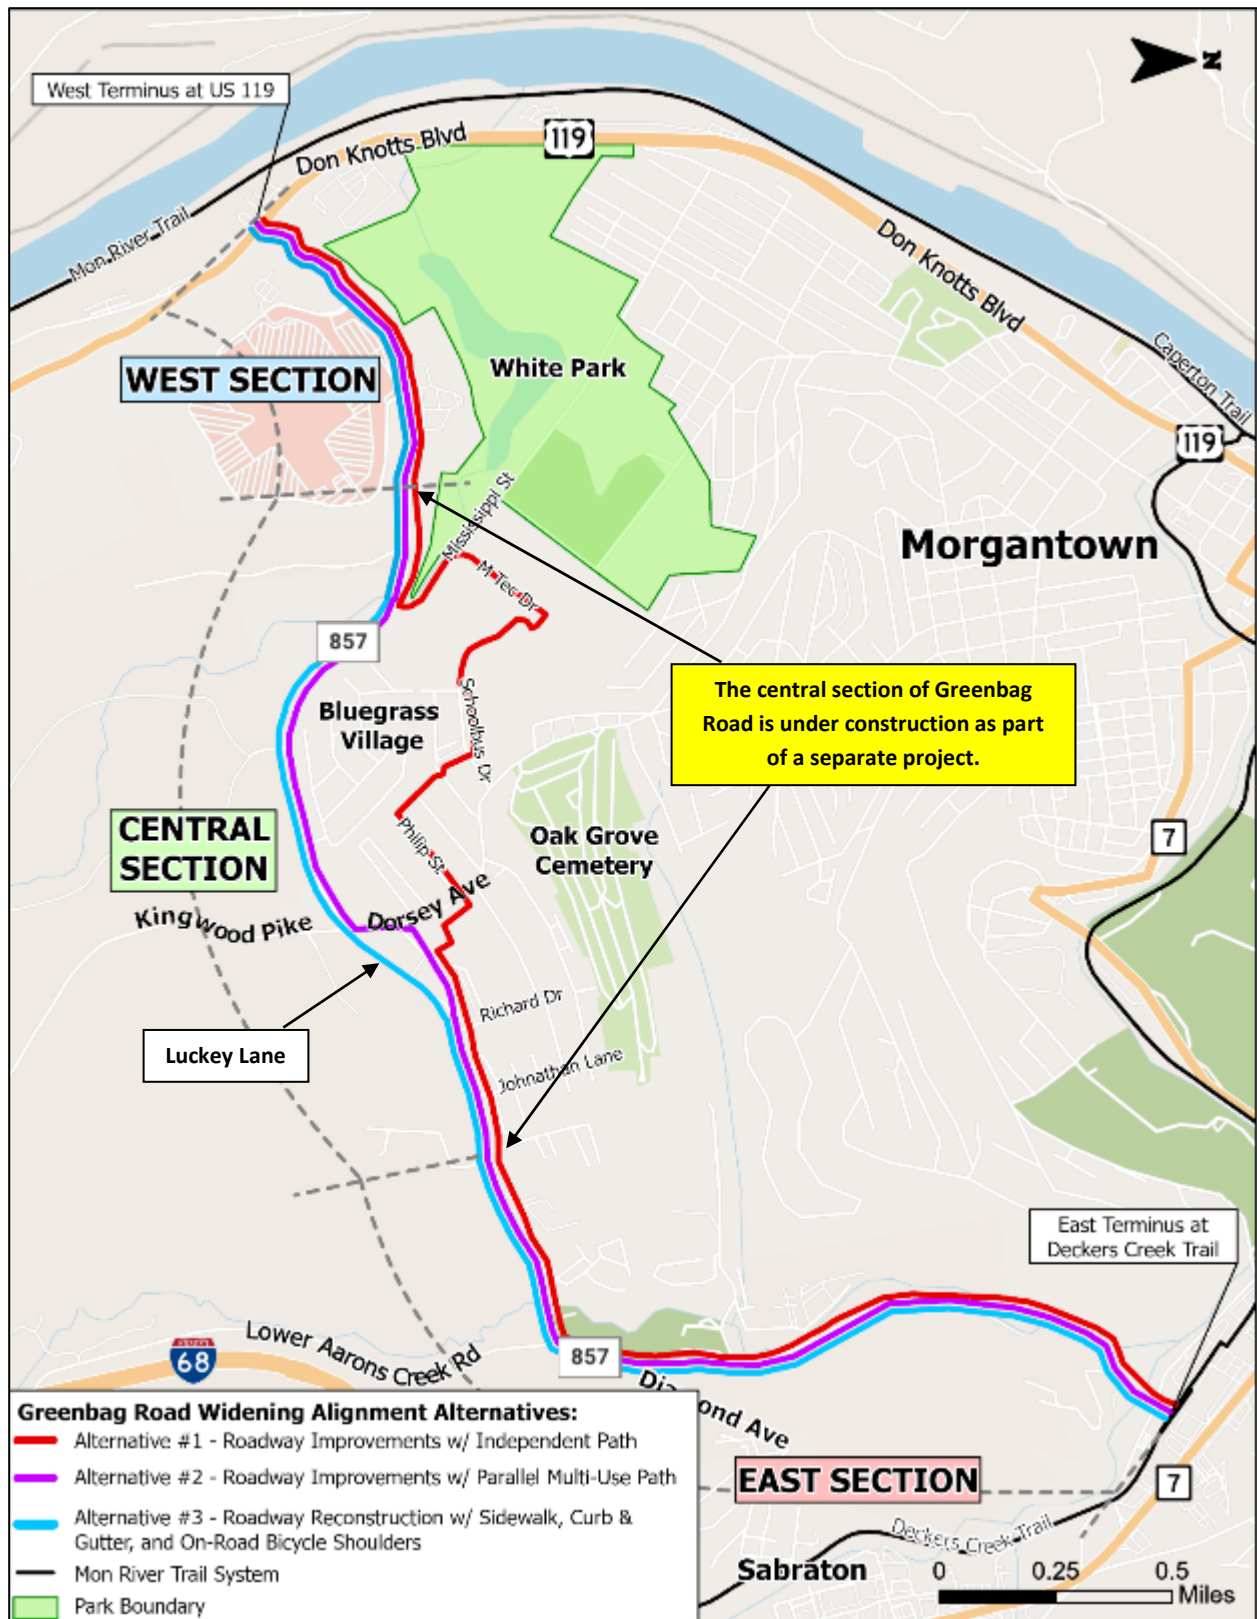 N
West Terminus at US 119
Don Knotts Blvd
119
Mon River Trail
Don Knotts Blvd
Caperton Trail
WEST SECTION
White Park
119
Mississippi St
Morgantown
M Tec Dr
857
The central section of Greenbag
Road is under construction as part
of a separate project.
Schoolbus Dr
Bluegrass
Village
CENTRAL
SECTION
Philip St
Oak Grove
Cemetery
7
Kingwood Pike
Dorsey Ave
Richard Dr
Luckey Lane
Johnathan Lane
East Terminus at
Deckers Creek Trail
Lower Aarons Creek Rd
68
857
Diamond Ave
Greenbag Road Widening Alignment Alternatives:
Alternative #1 - Roadway Improvements w/ Independent Path
Alternative #2 - Roadway Improvements w/ Parallel Multi-Use Path
Alternative #3 - Roadway Reconstruction w/ Sidewalk, Curb &
Gutter, and On-Road Bicycle Shoulders
Mon River Trail System
Park Boundary
EAST SECTION
7
Deckers Creek Trail
Sabraton
0 0.25 0.5
Miles